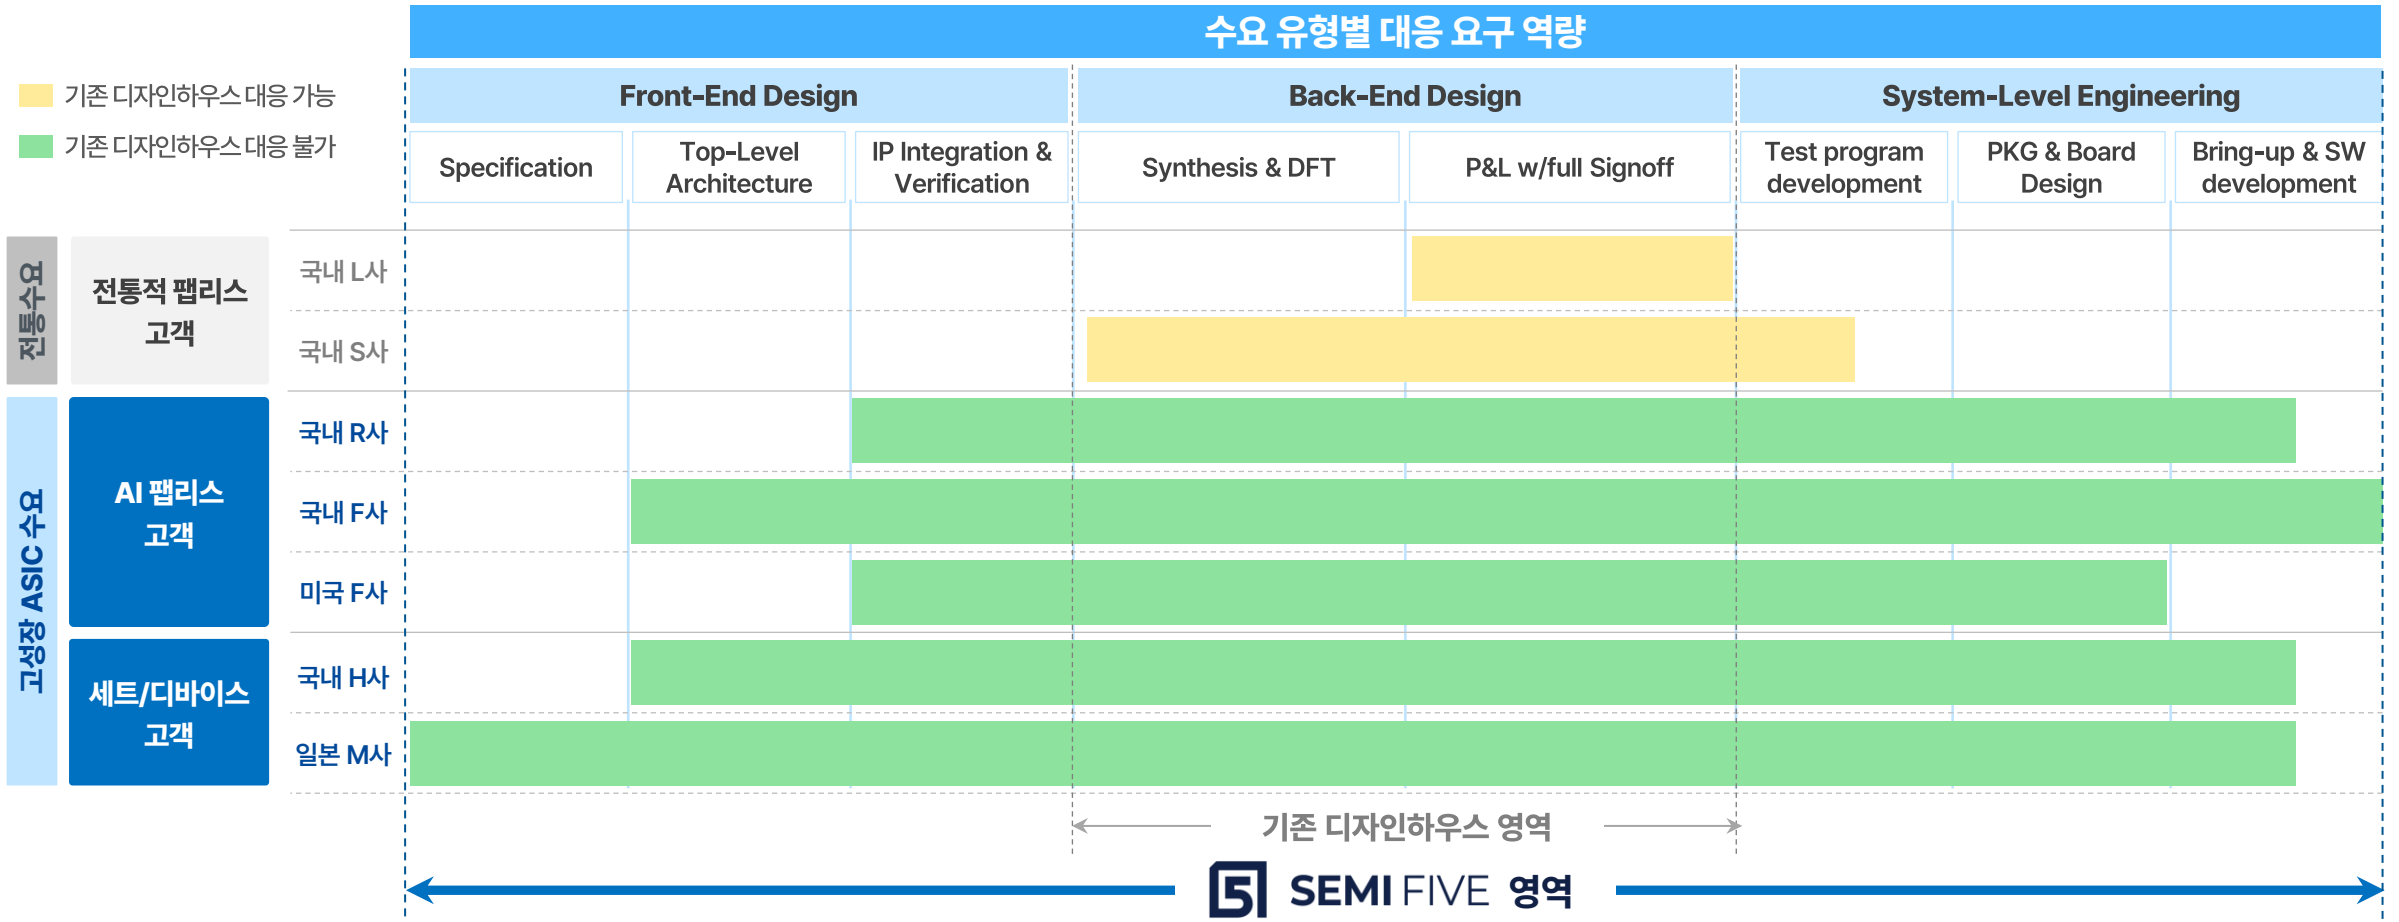 수요 유형별 대응 요구 역량
기존 디자인하우스 대응 가능
기존 디자인하우스 대응 불가
Front-End Design
Back-End Design
System-Level Engineering
Specification
Top-Level
Architecture
IP Integration &
Verification
Synthesis & DFT
P&L w/full Signoff
Test program
development
PKG & Board
Design
Bring-up & SW
development
전통수요
전통적 팹리스
고객
국내 L사
국내 S사
고성장 ASIC 수요
AI 팹리스
고객
국내 R사
국내 F사
미국 F사
세트/디바이스
고객
국내 H사
일본 M사
기존 디자인하우스 영역
5 SEMIFIVE 영역